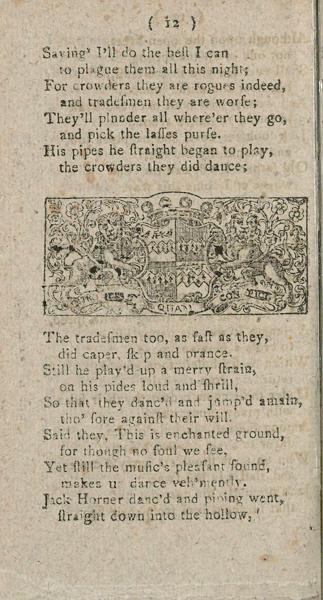 ( 12 )
Saying' I'll do the beſt I can
to plague them all this night;
For crowders they are rogues indeed,
and tradeſmen they are worſe;
They'll plnnder all where'er they go,
and pick the laſſes purſe.
His pipes he ſtraight began to play,
the crowders they did dance;
QUAM
The tradeſmen too, as faſt as they,
did caper, ſk p and prance.
Still he play'd up a merry ſtrain,
on his pides loud and ſhrill,
So that they danc'd and jump'd amain,
tho' ſore againſt their will.
Said they, This is enchanted ground,
for though no ſoul we ſee,
Yet ſtill the muſic's pleaſant ſound,
makes u dance veh'mently.
Jack Horner danc'd and piping went,
ſtraight down into the hollow,